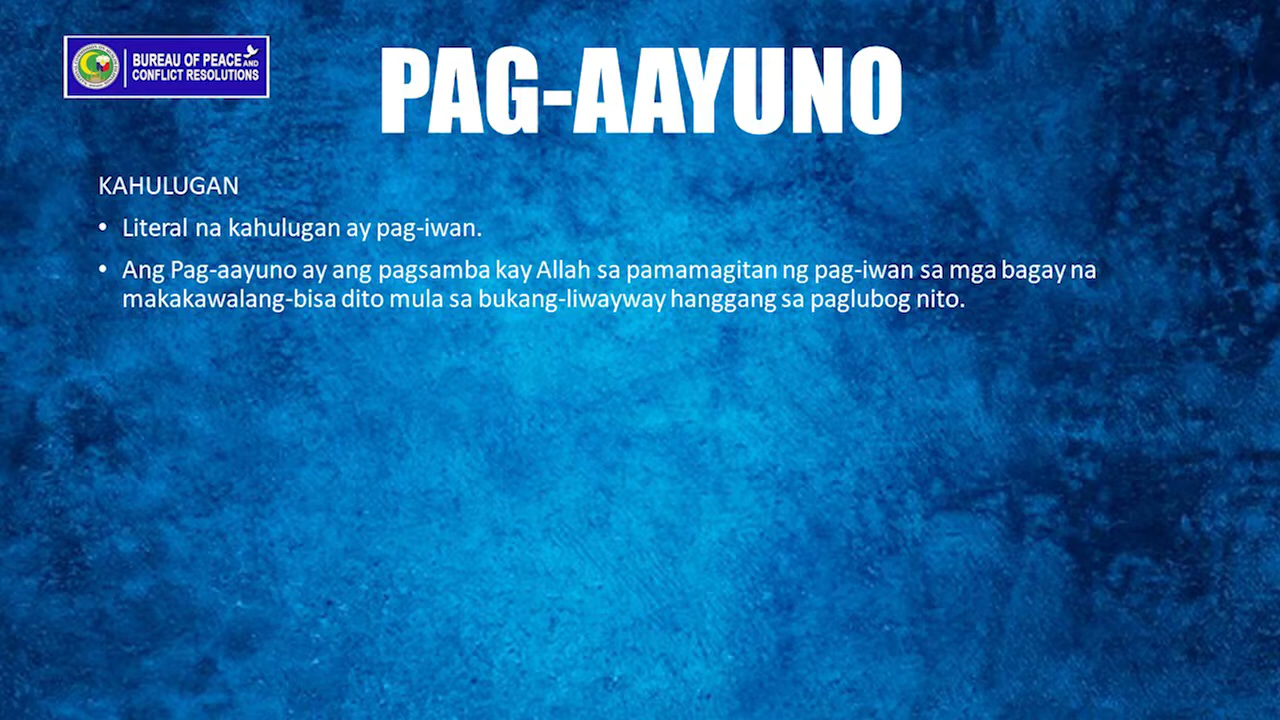 BUREAU OF PEACE AND
CONFLICT RESOLUTIONS
PAG-AAYUNO
KAHULUGAN
• Literal na kahulugan ay pag-iwan.
• Ang Pag-aayuno ay ang pagsamba kay Allah sa pamamagitan ng pag-iwan sa mga bagay na
makakawalang-bisa dito mula sa bukang-liwayway hanggang sa paglubog nito.